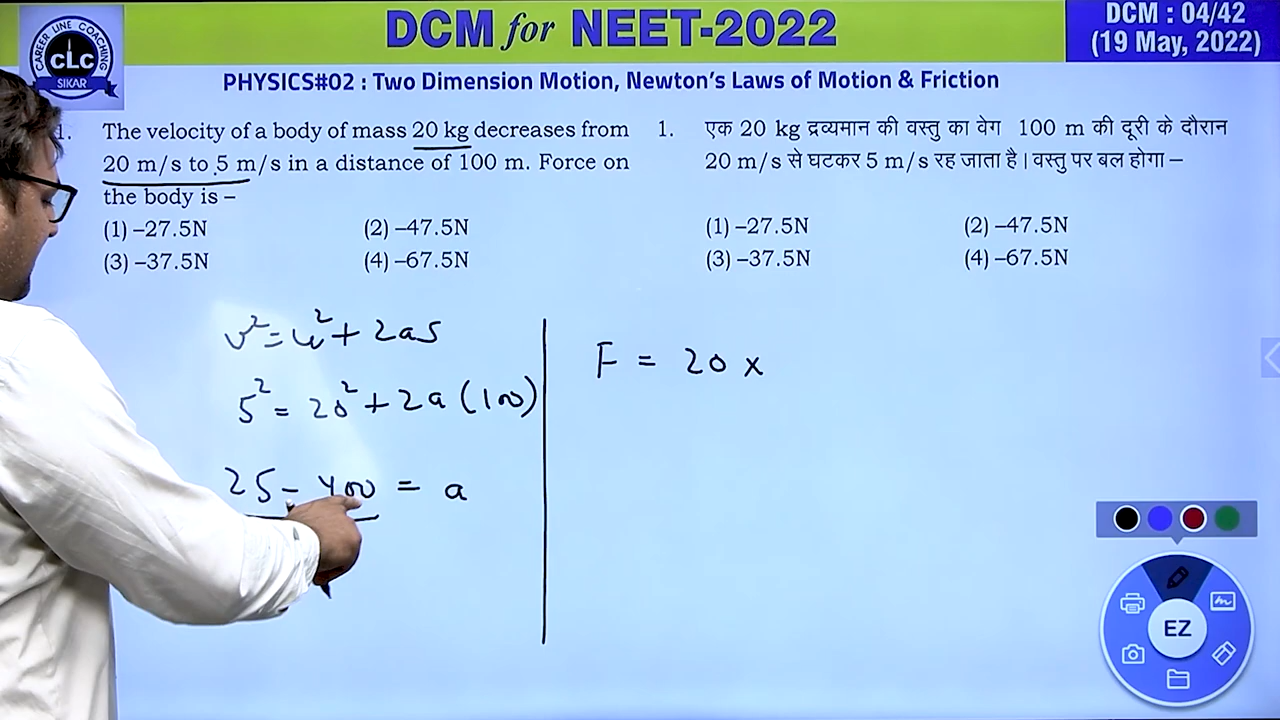 DCM for NEET-2022
DCM : 04/42
(19 May, 2022)
CAREER LINE COACHING
CLC
SIKAR
PHYSICS#02 : Two Dimension Motion, Newton's Laws of Motion & Friction
1. The velocity of a body of mass 20 kg decreases from
20 m/s to 5 m/s in a distance of 100 m. Force on
the body is –
(1) –27.5N (2) –47.5N
(3) –37.5N (4) –67.5N
1. एक 20 kg द्रव्यमान की वस्तु का वेग 100 m की दूरी के दौरान
20 m/s से घटकर 5 m/s रह जाता है। वस्तु पर बल होगा –
(1) –27.5N (2) –47.5N
(3) –37.5N (4) –67.5N
v² = u² + 2as
5² = 20² + 2a (100)
25 – 400 = a
F = 20 x
EZ